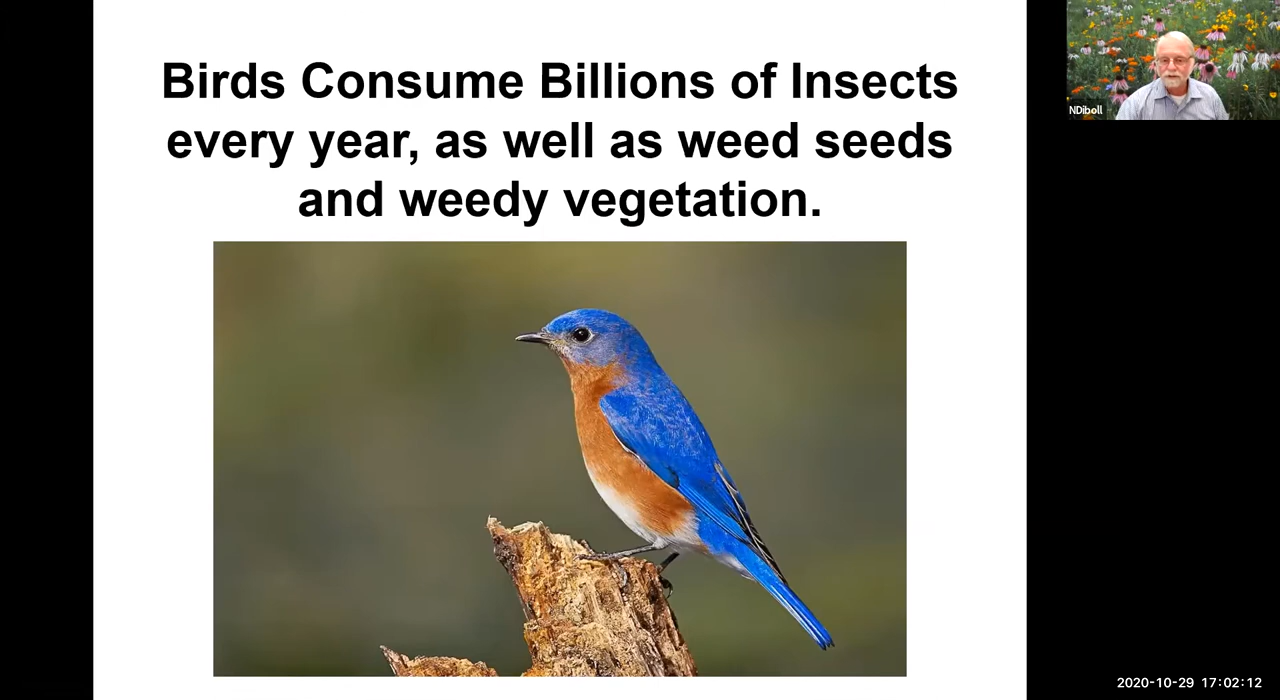 Birds Consume Billions of Insects
every year, as well as weed seeds
and weedy vegetation.
NDiboll
2020-10-29 17:02:12